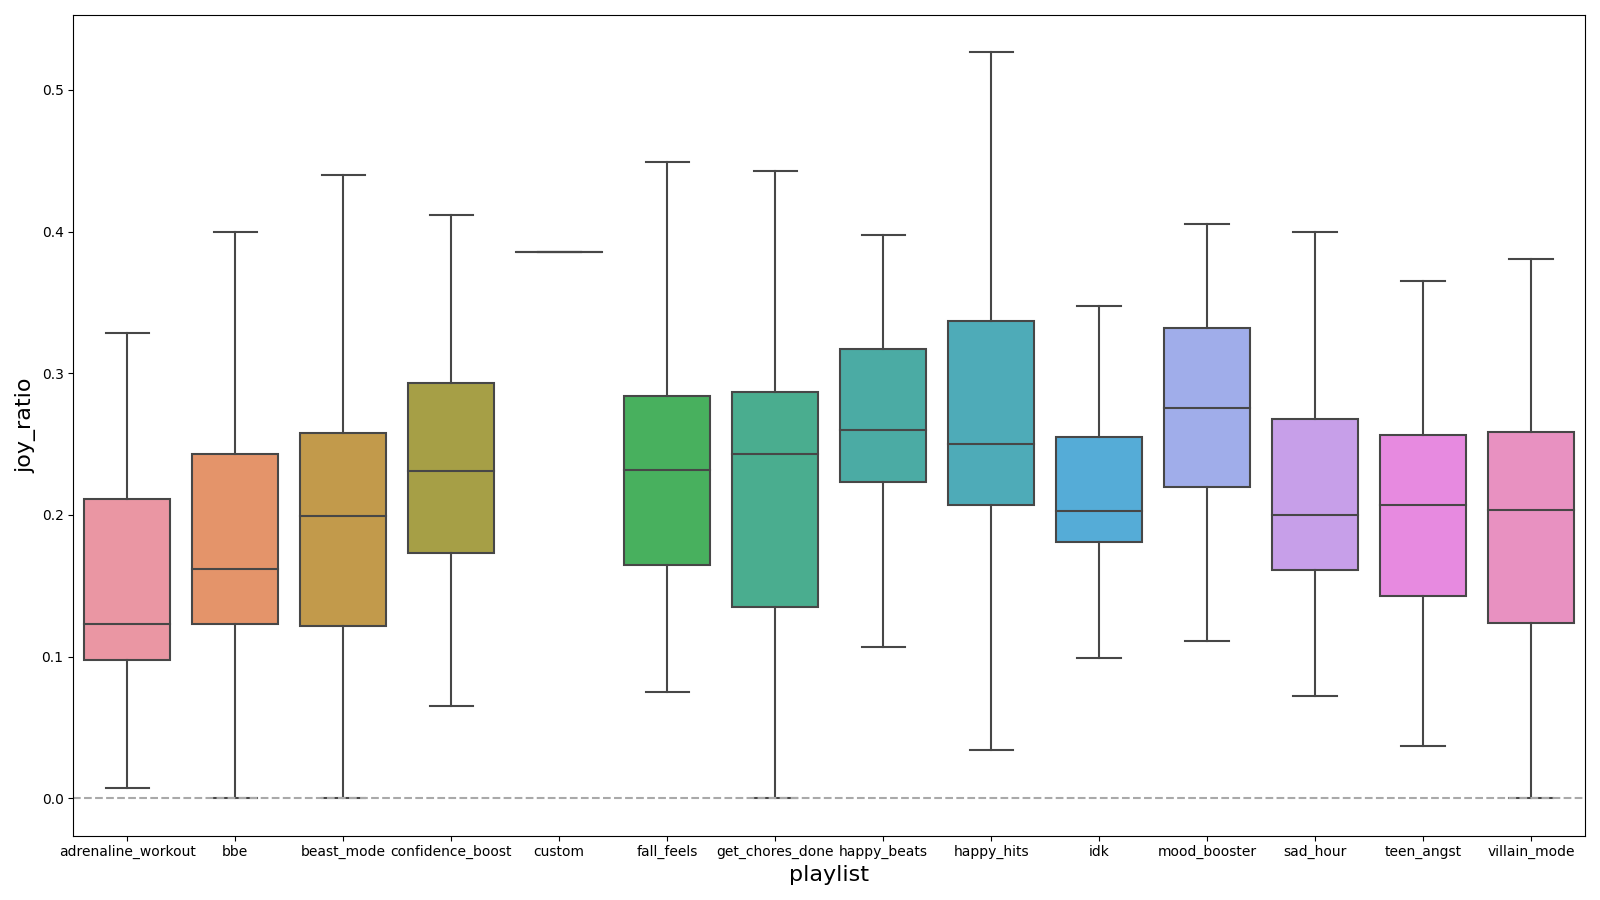 joy_ratio
0.5
0.4
0.3
0.2
0.1
0.0
adrenaline_workout bbe beast_mode confidence_boost custom fall_feels get_chores_done happy_beats happy_hits idk mood_booster sad_hour teen_angst villain_mode
playlist